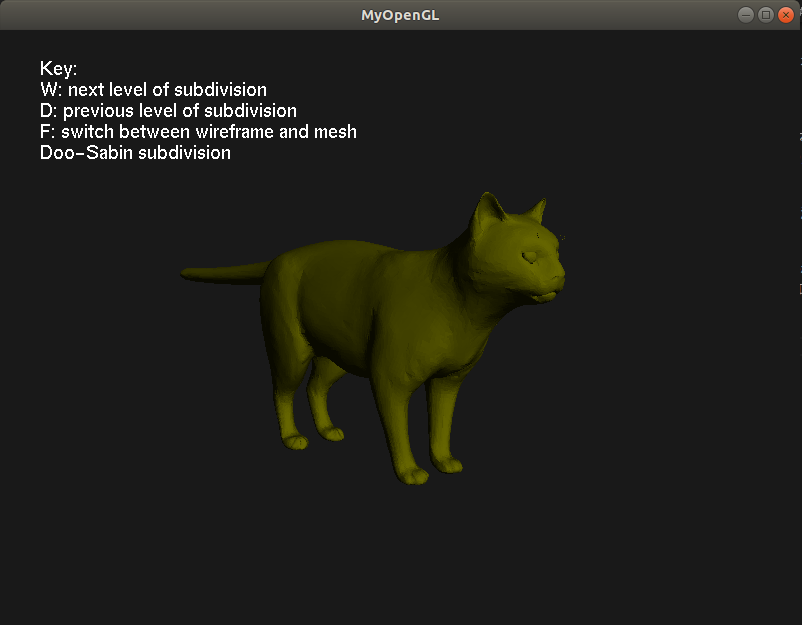 MyOpenGL
Key:
W: next level of subdivision
D: previous level of subdivision
F: switch between wireframe and mesh
Doo-Sabin subdivision